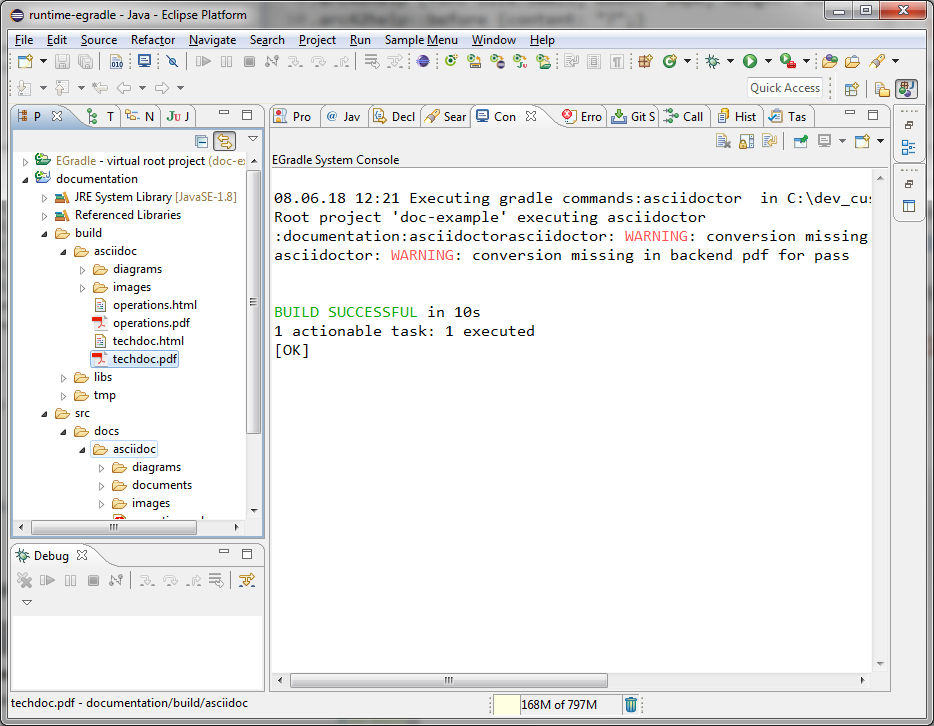 runtime-egradle - Java - Eclipse Platform
File Edit Source Refactor Navigate Search Project Run Sample Menu Window Help
Quick Access
P T N JU J
Pro @ Jav Decl Sear Con Erro Git S Call Hist Tas
EGradle - virtual root project (doc-ex
documentation
JRE System Library [JavaSE-1.8]
Referenced Libraries
build
asciidoc
diagrams
images
operations.html
operations.pdf
techdoc.html
techdoc.pdf
libs
tmp
src
docs
asciidoc
diagrams
documents
images
EGradle System Console
08.06.18 12:21 Executing gradle commands:asciidoctor  in C:\dev_cus
Root project 'doc-example' executing asciidoctor
:documentation:asciidoctorasciidoctor: WARNING: conversion missing
asciidoctor: WARNING: conversion missing in backend pdf for pass
BUILD SUCCESSFUL in 10s
1 actionable task: 1 executed
[OK]
Debug
techdoc.pdf - documentation/build/asciidoc
168M of 797M